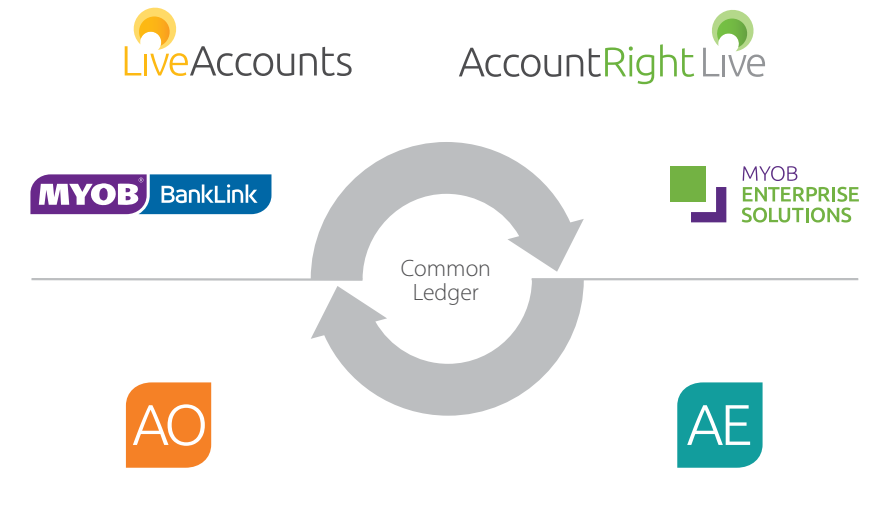 LiveAccounts
AccountRight Live
MYOB® BankLink
MYOB
ENTERPRISE
SOLUTIONS
Common
Ledger
AO
AE